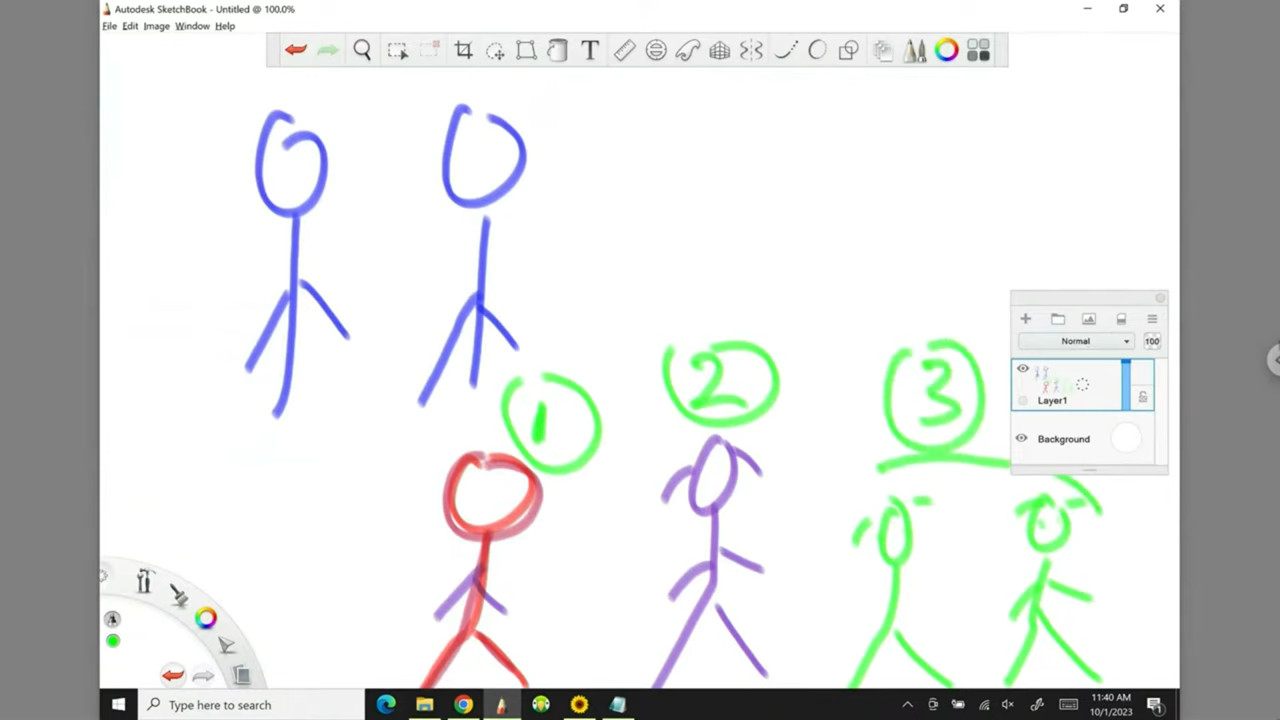 Autodesk SketchBook - Untitled @ 100.0%
File Edit Image Window Help
T
Normal
100
Layer1
Background
1
2
3
Type here to search
11:40 AM
10/1/2023
1